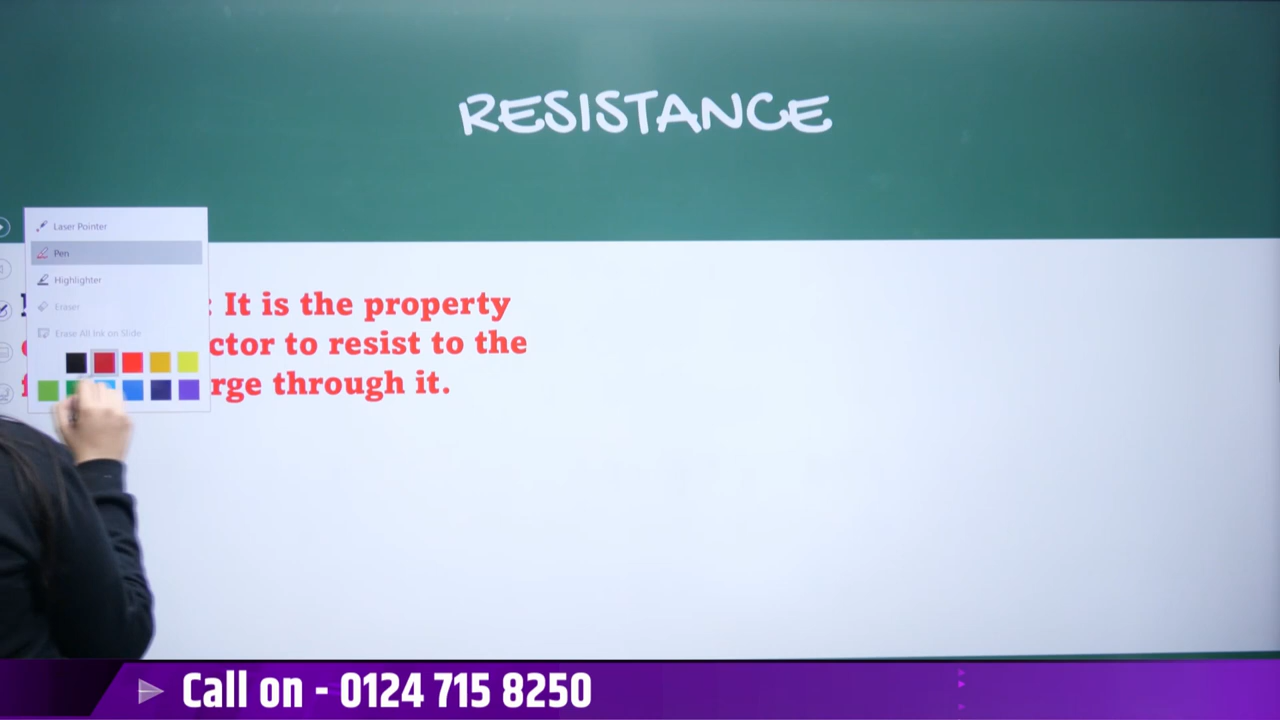 RESISTANCE
Laser Pointer
Pen
Highlighter
Eraser
Erase All Ink on Slide
: It is the property
ctor to resist to the
rge through it.
Call on - 0124 715 8250